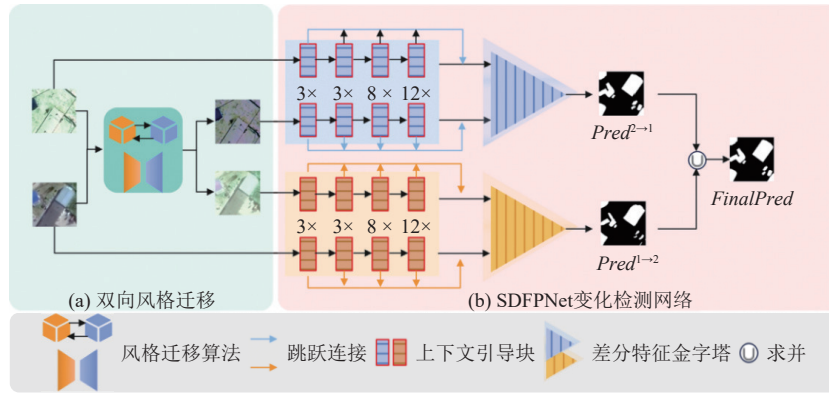 3× 3× 8 × 12×
Pred2→1
FinalPred
3× 3× 8 × 12×
Pred1→2
(a) 双向风格迁移
(b) SDFPNet变化检测网络
风格迁移算法 跳跃连接 上下文引导块 差分特征金字塔 求并